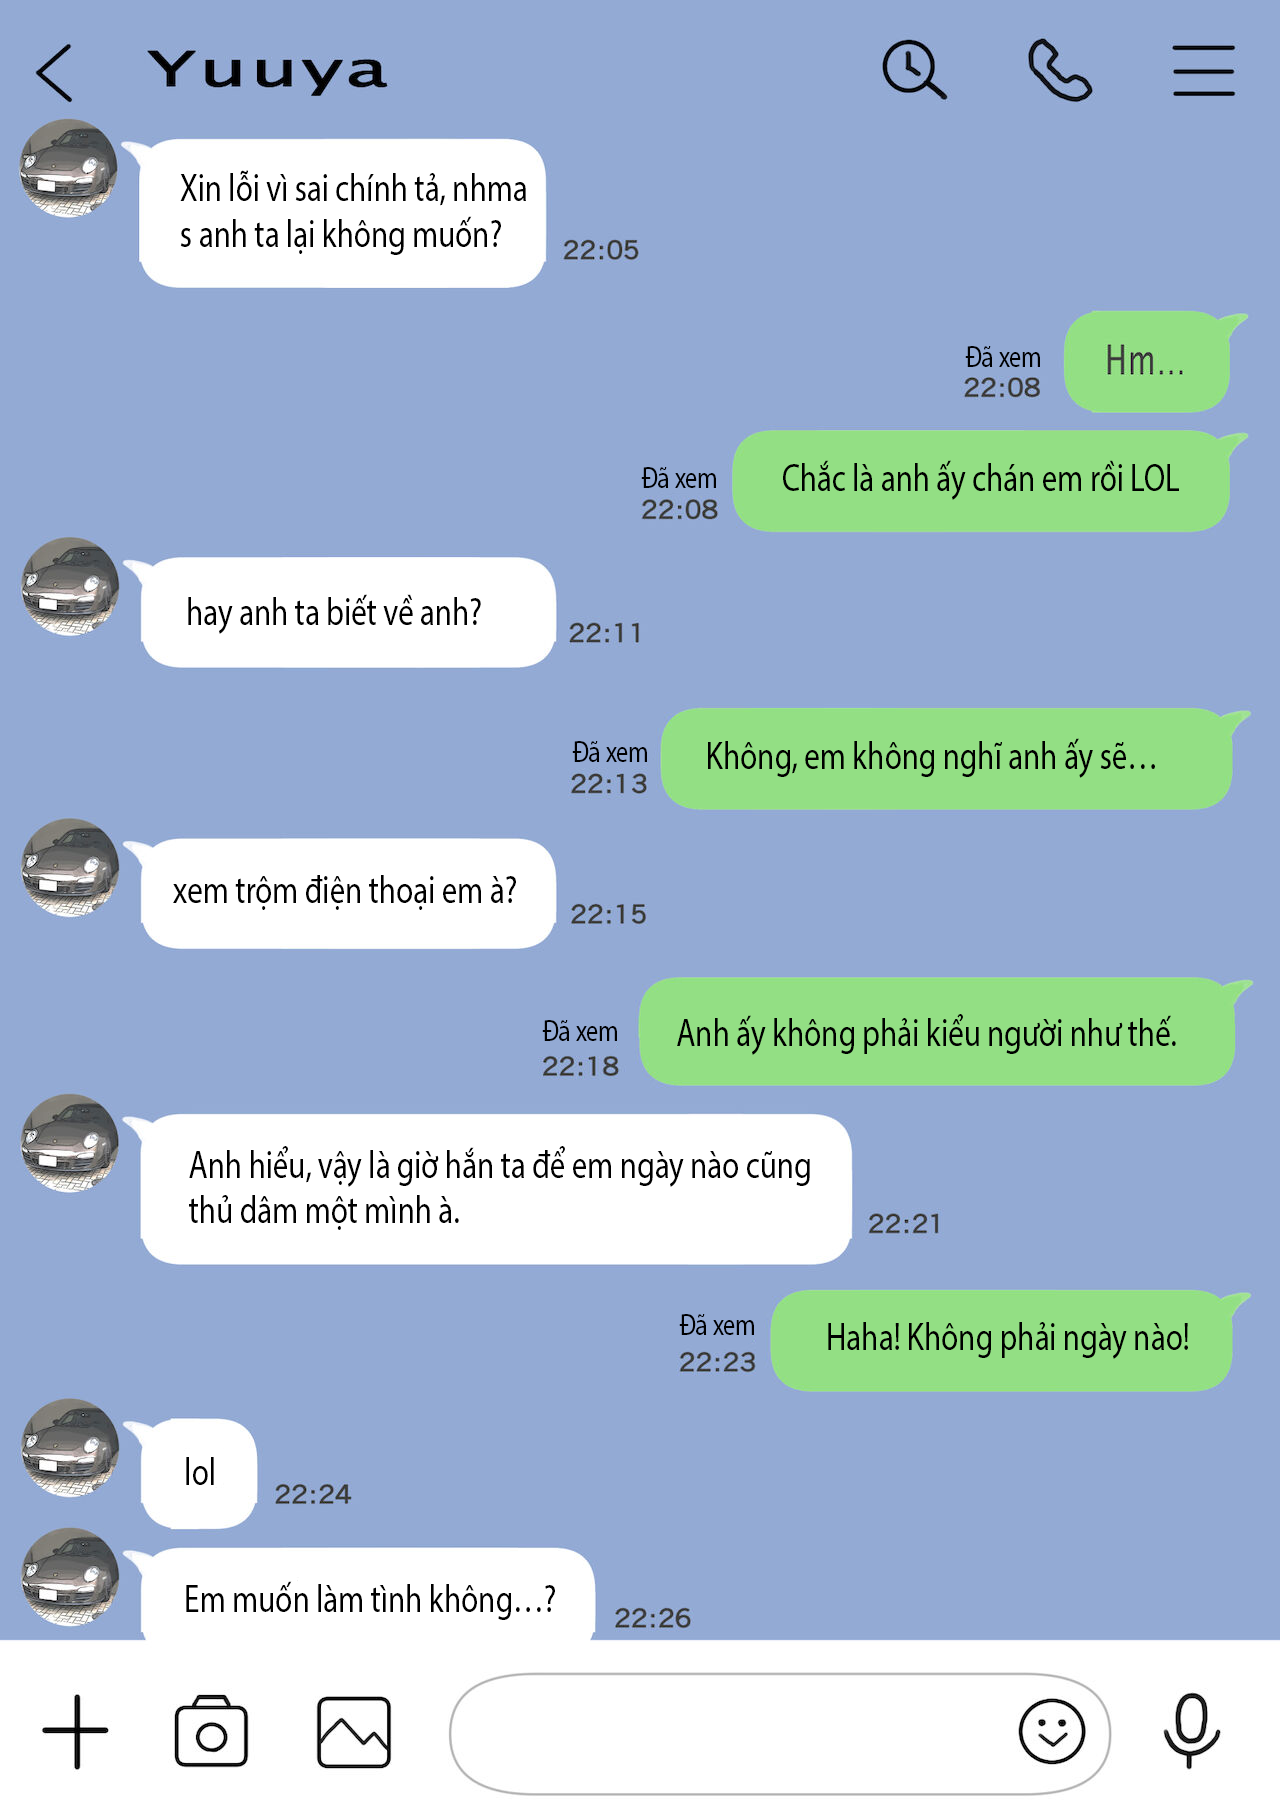 Yuuya
Xin lỗi vì sai chính tả, nhma
s anh ta lại không muốn?
22:05
Đã xem
22:08
Hm...
Đã xem
22:08
Chắc là anh ấy chán em rồi LOL
hay anh ta biết về anh?
22:11
Đã xem
22:13
Không, em không nghĩ anh ấy sẽ...
xem trộm điện thoại em à?
22:15
Đã xem
22:18
Anh ấy không phải kiểu người như thế.
Anh hiểu, vậy là giờ hắn ta để em ngày nào cũng
thủ dâm một mình à.
22:21
Đã xem
22:23
Haha! Không phải ngày nào!
lol
22:24
Em muốn làm tình không...?
22:26